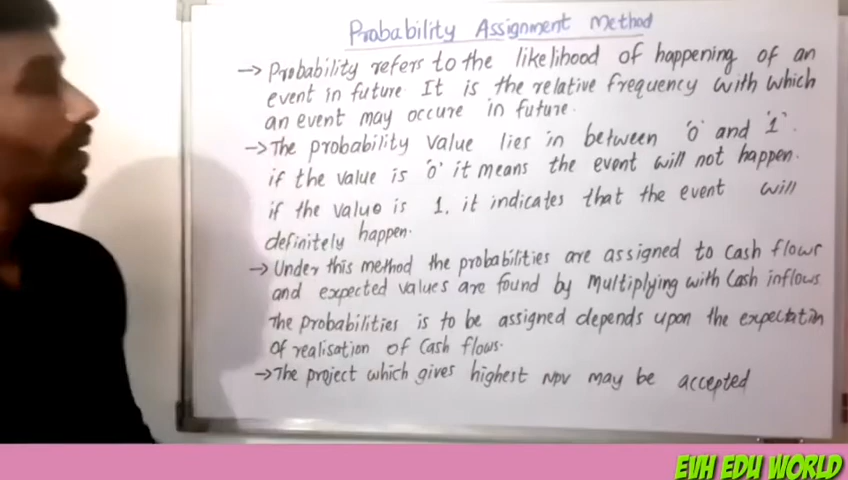 Probability Assignment Method
→ Probability refers to the likelihood of happening of an
event in future It is the relative frequency with which
an event may occure in future.
→ The probability value lies in between '0' and '1'.
if the value is '0' it means the event will not happen.
if the value is 1. it indicates that the event will
definitely happen.
→ Under this method the probabilities are assigned to cash flows
and expected values are found by multiplying with Cash inflows
The probabilities is to be assigned depends upon the expectation
of realisation of Cash flows.
→ The project which gives highest NPV may be accepted
EVH EDU WORLD